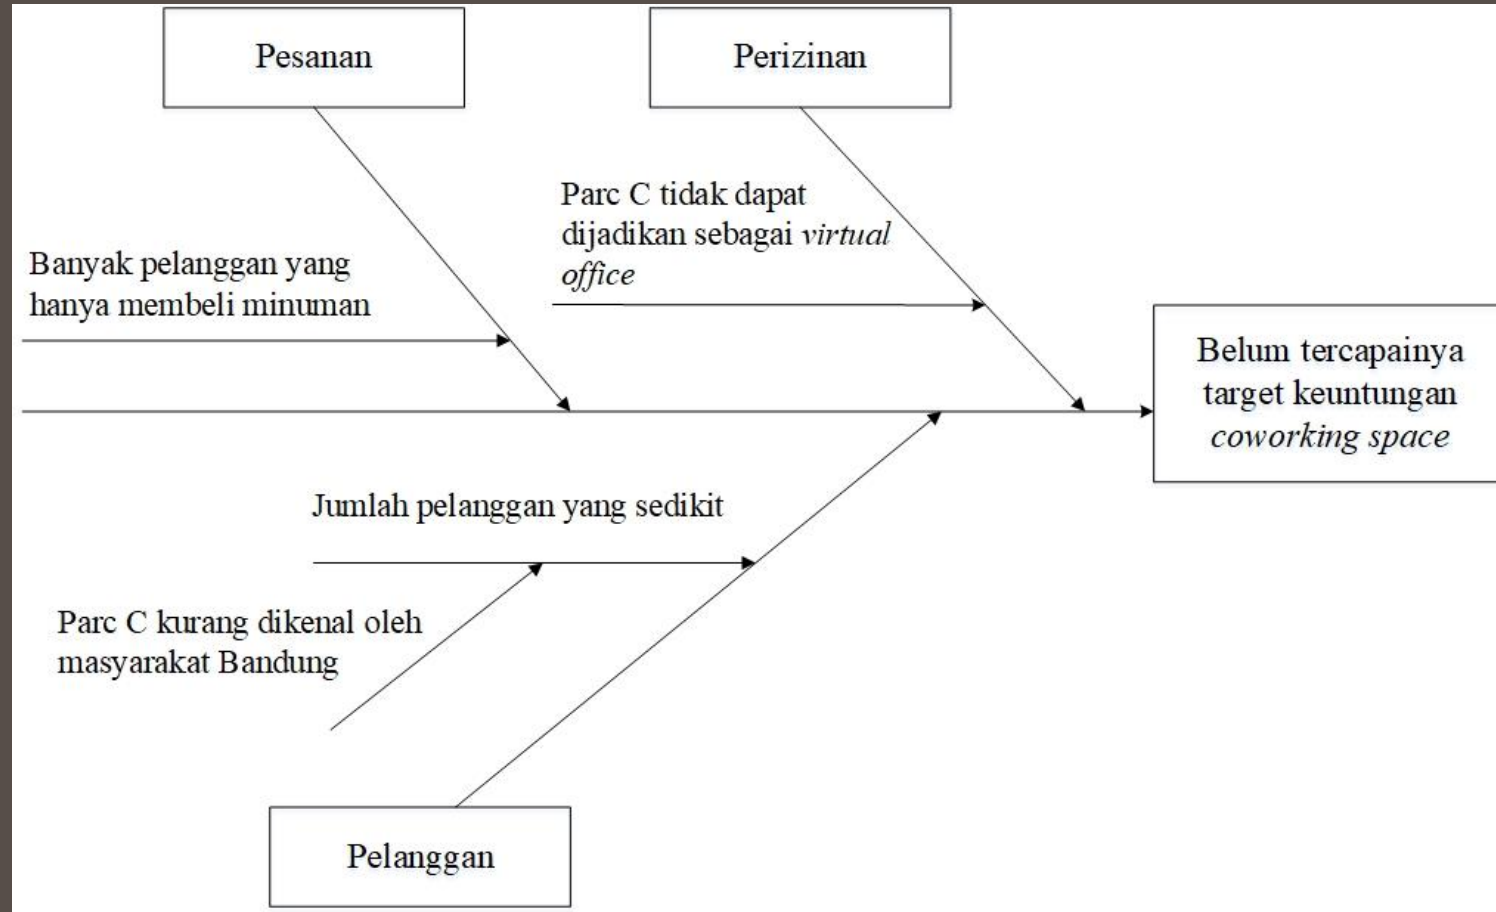 Pesanan
Perizinan
Parc C tidak dapat
dijadikan sebagai virtual
office
Banyak pelanggan yang
hanya membeli minuman
Belum tercapainya
target keuntungan
coworking space
Jumlah pelanggan yang sedikit
Parc C kurang dikenal oleh
masyarakat Bandung
Pelanggan